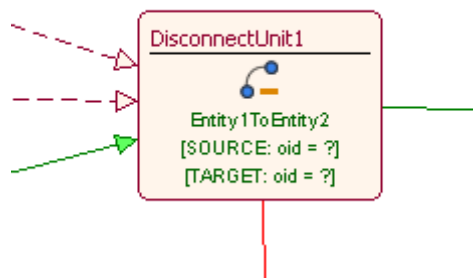 DisconnectUnit1
Entity1ToEntity2
[SOURCE: oid = ?]
[TARGET: oid = ?]